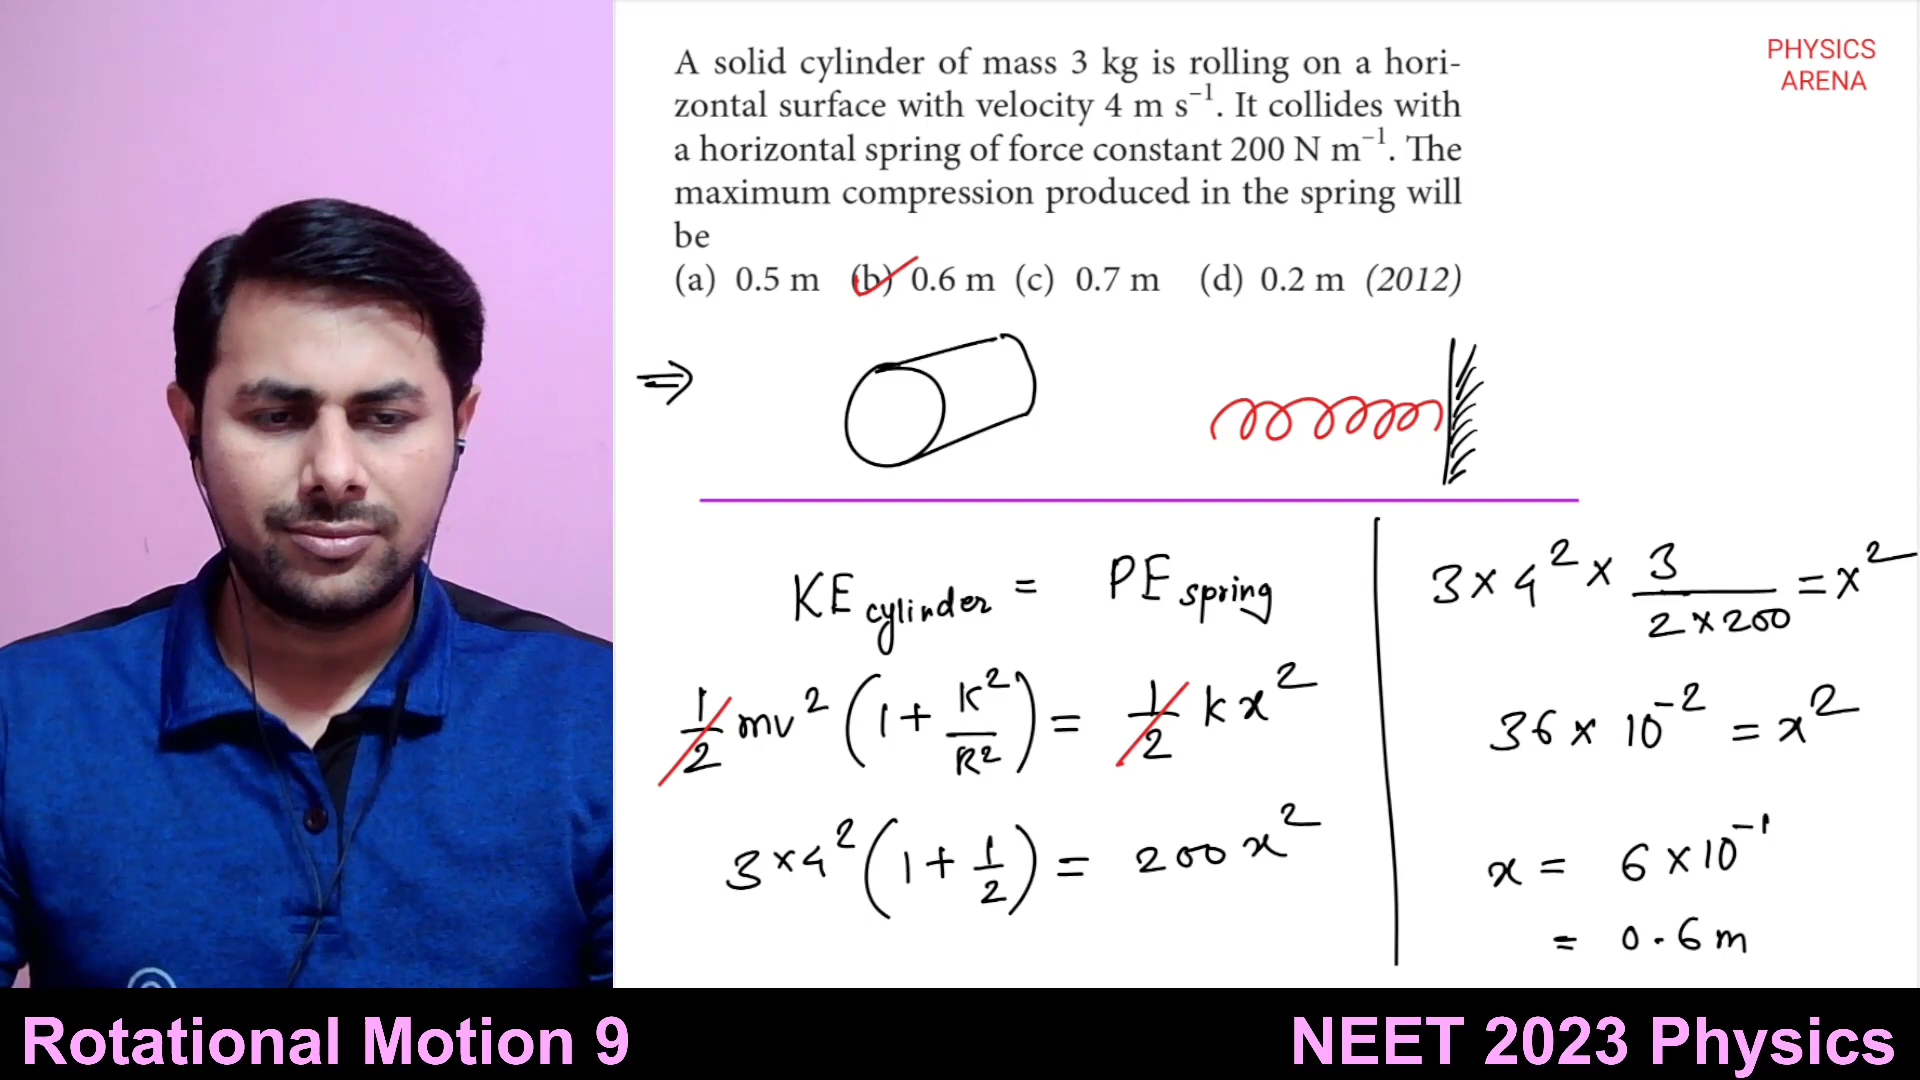 A solid cylinder of mass 3 kg is rolling on a hori-
zontal surface with velocity 4 m s⁻¹. It collides with
a horizontal spring of force constant 200 N m⁻¹. The
maximum compression produced in the spring will
be
(a) 0.5 m (b) 0.6 m (c) 0.7 m (d) 0.2 m (2012)
PHYSICS
ARENA
⇒
KE cylinder = PE spring
1/2 mv² (1 + K²/R²) = 1/2 k x²
3 × 4² (1 + 1/2) = 200 x²
3 × 4² × 3/(2 × 200) = x²
36 × 10⁻² = x²
x = 6 × 10⁻¹
= 0.6 m
Rotational Motion 9
NEET 2023 Physics